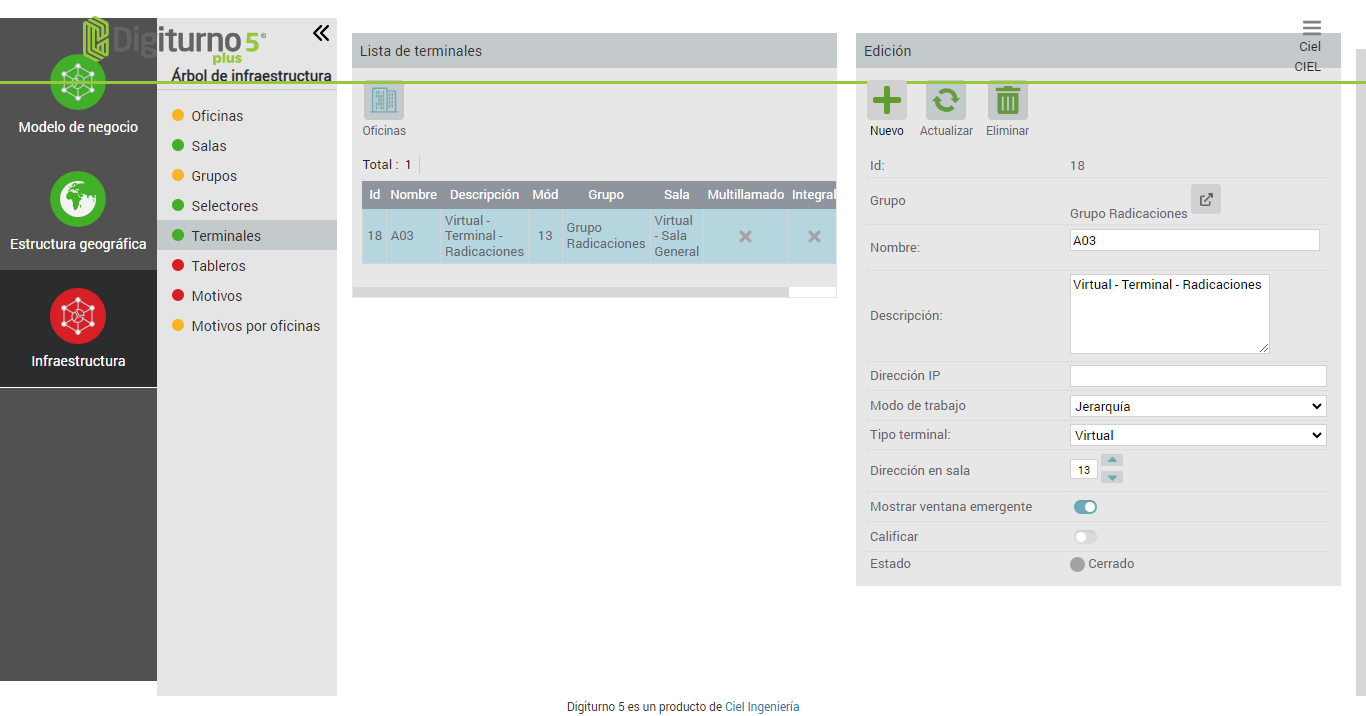 Digiturno 5®
plus
Modelo de negocio
Estructura geográfica
Infraestructura
Árbol de infraestructura
Oficinas
Salas
Grupos
Selectores
Terminales
Tableros
Motivos
Motivos por oficinas
Lista de terminales
Oficinas
Total : 1
Id Nombre Descripción Mód Grupo Sala Multillamado Integral
18 A03 Virtual - Terminal - Radicaciones 13 Grupo Radicaciones Virtual - Sala General
Ciel
CIEL
Edición
Nuevo Actualizar Eliminar
Id: 18
Grupo Grupo Radicaciones
Nombre: A03
Descripción: Virtual - Terminal - Radicaciones
Dirección IP
Modo de trabajo Jerarquía
Tipo terminal: Virtual
Dirección en sala 13
Mostrar ventana emergente
Calificar
Estado Cerrado
Digiturno 5 es un producto de Ciel Ingeniería